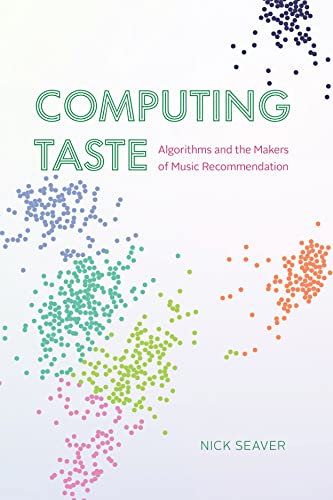 COMPUTING
TASTE
Algorithms and the Makers
of Music Recommendation
NICK SEAVER